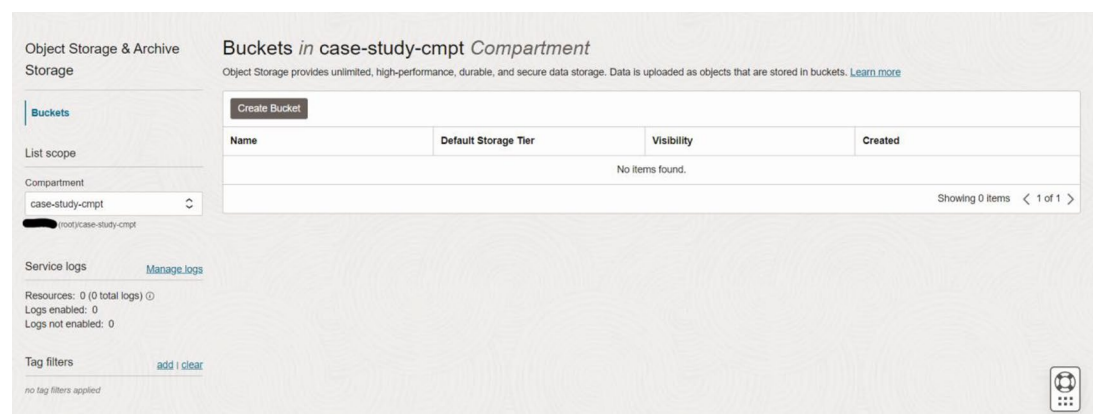 Object Storage & Archive
Storage
Buckets
List scope
Compartment
case-study-cmpt
(root)/case-study-cmpt
Service logs Manage logs
Resources: 0 (0 total logs)
Logs enabled: 0
Logs not enabled: 0
Tag filters add | clear
no tag filters applied
Buckets in case-study-cmpt Compartment
Object Storage provides unlimited, high-performance, durable, and secure data storage. Data is uploaded as objects that are stored in buckets. Learn more
Create Bucket
Name Default Storage Tier Visibility Created
No items found.
Showing 0 items < 1 of 1 >